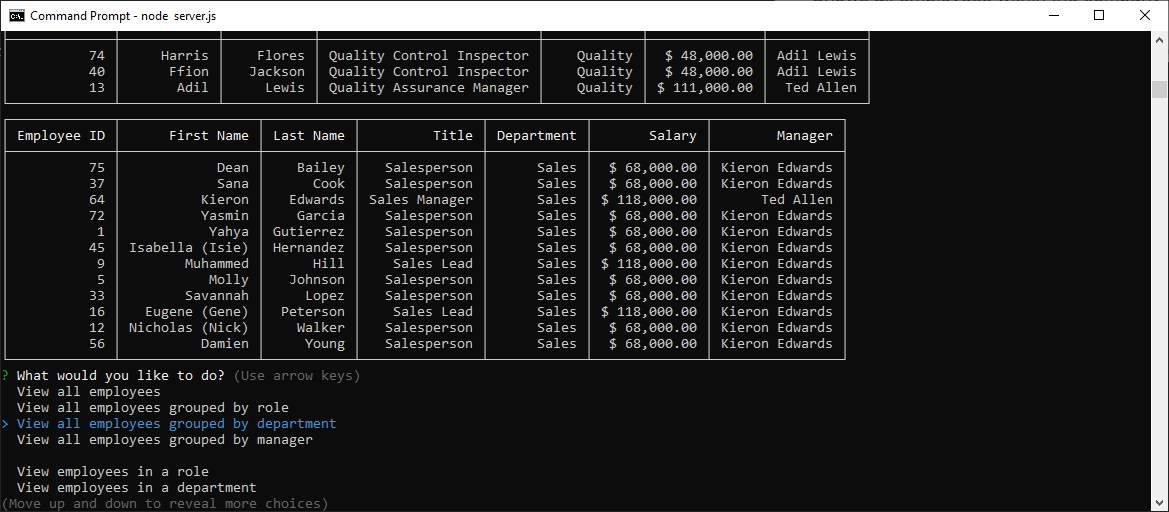 Command Prompt - node server.js
74 Harris Flores Quality Control Inspector Quality $ 48,000.00 Adil Lewis
40 Ffion Jackson Quality Control Inspector Quality $ 48,000.00 Adil Lewis
13 Adil Lewis Quality Assurance Manager Quality $ 111,000.00 Ted Allen
Employee ID First Name Last Name Title Department Salary Manager
75 Dean Bailey Salesperson Sales $ 68,000.00 Kieron Edwards
37 Sana Cook Salesperson Sales $ 68,000.00 Kieron Edwards
64 Kieron Edwards Sales Manager Sales $ 118,000.00 Ted Allen
72 Yasmin Garcia Salesperson Sales $ 68,000.00 Kieron Edwards
1 Yahya Gutierrez Salesperson Sales $ 68,000.00 Kieron Edwards
45 Isabella (Isie) Hernandez Salesperson Sales $ 68,000.00 Kieron Edwards
9 Muhammed Hill Sales Lead Sales $ 118,000.00 Kieron Edwards
5 Molly Johnson Salesperson Sales $ 68,000.00 Kieron Edwards
33 Savannah Lopez Salesperson Sales $ 68,000.00 Kieron Edwards
16 Eugene (Gene) Peterson Sales Lead Sales $ 118,000.00 Kieron Edwards
12 Nicholas (Nick) Walker Salesperson Sales $ 68,000.00 Kieron Edwards
56 Damien Young Salesperson Sales $ 68,000.00 Kieron Edwards
? What would you like to do? (Use arrow keys)
View all employees
View all employees grouped by role
> View all employees grouped by department
View all employees grouped by manager
View employees in a role
View employees in a department
(Move up and down to reveal more choices)